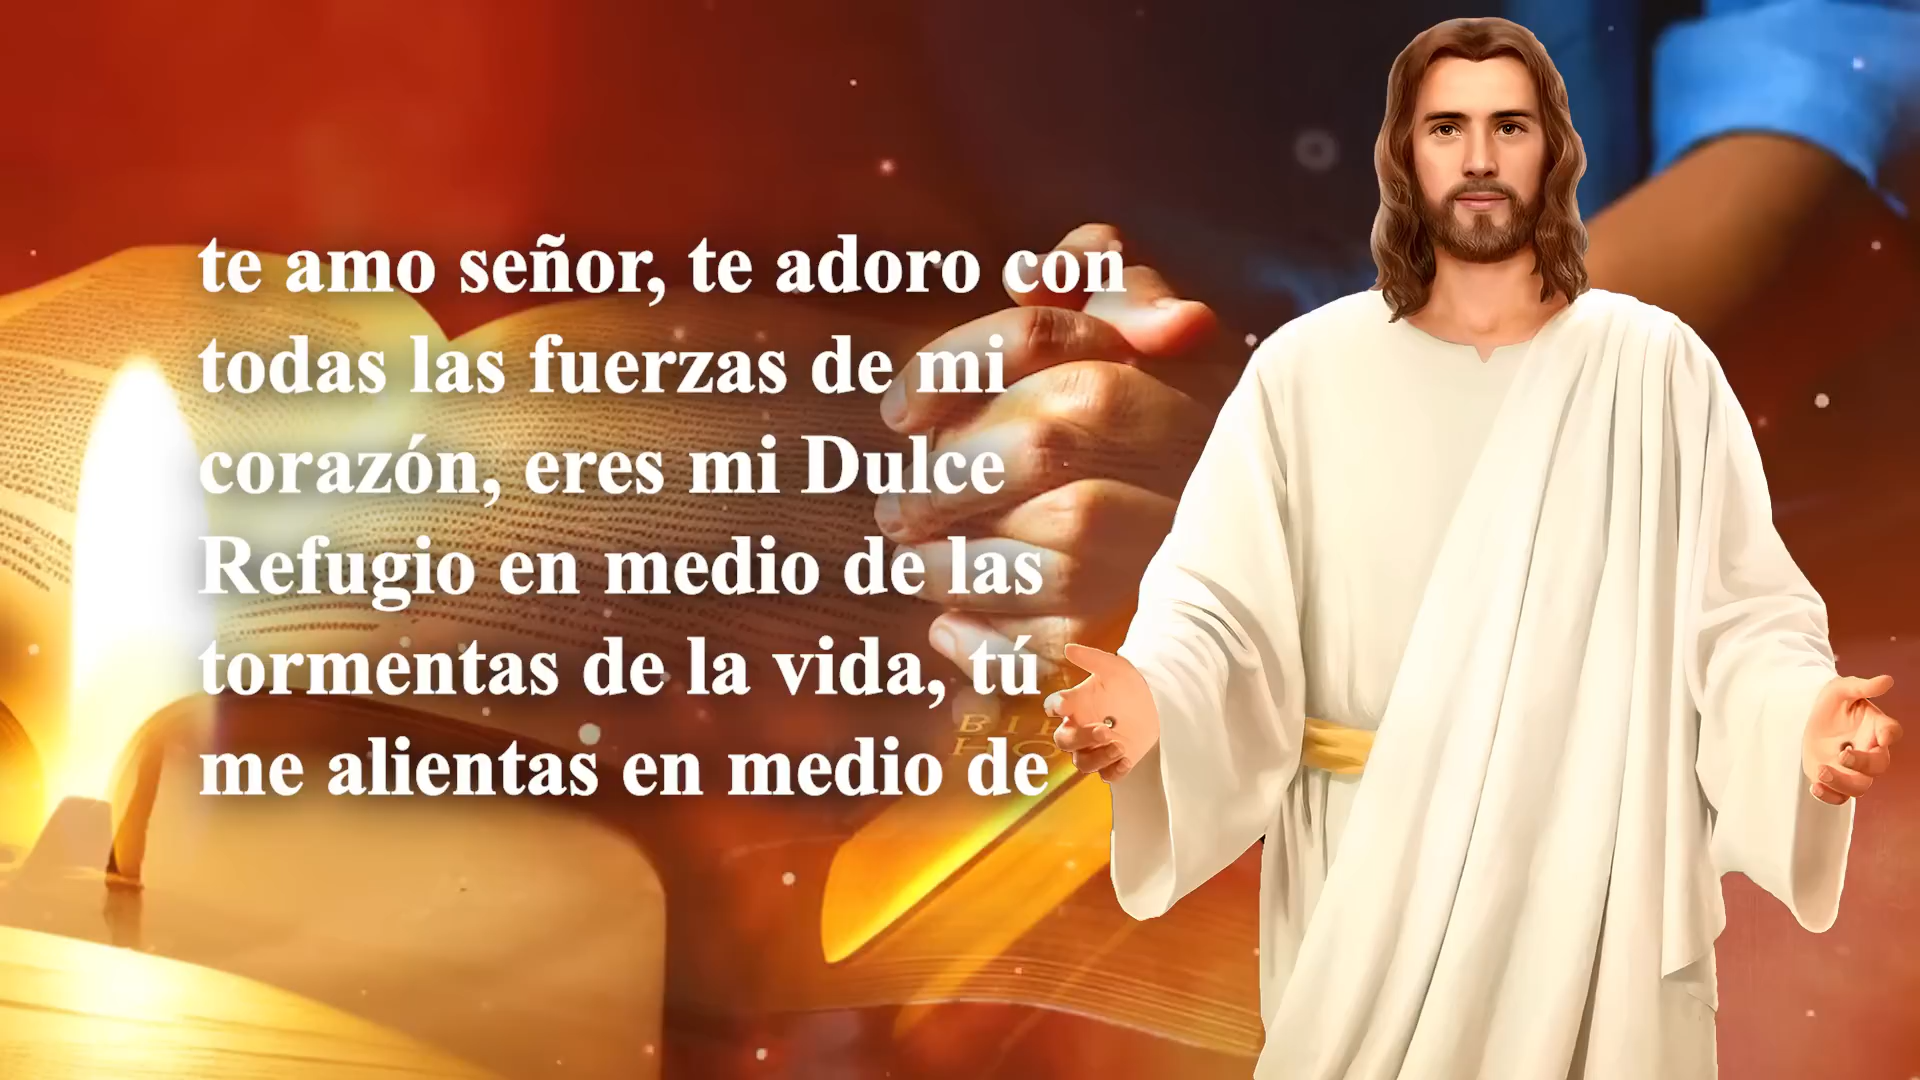 te amo señor, te adoro con
todas las fuerzas de mi
corazón, eres mi Dulce
Refugio en medio de las
tormentas de la vida, tú
me alientas en medio de